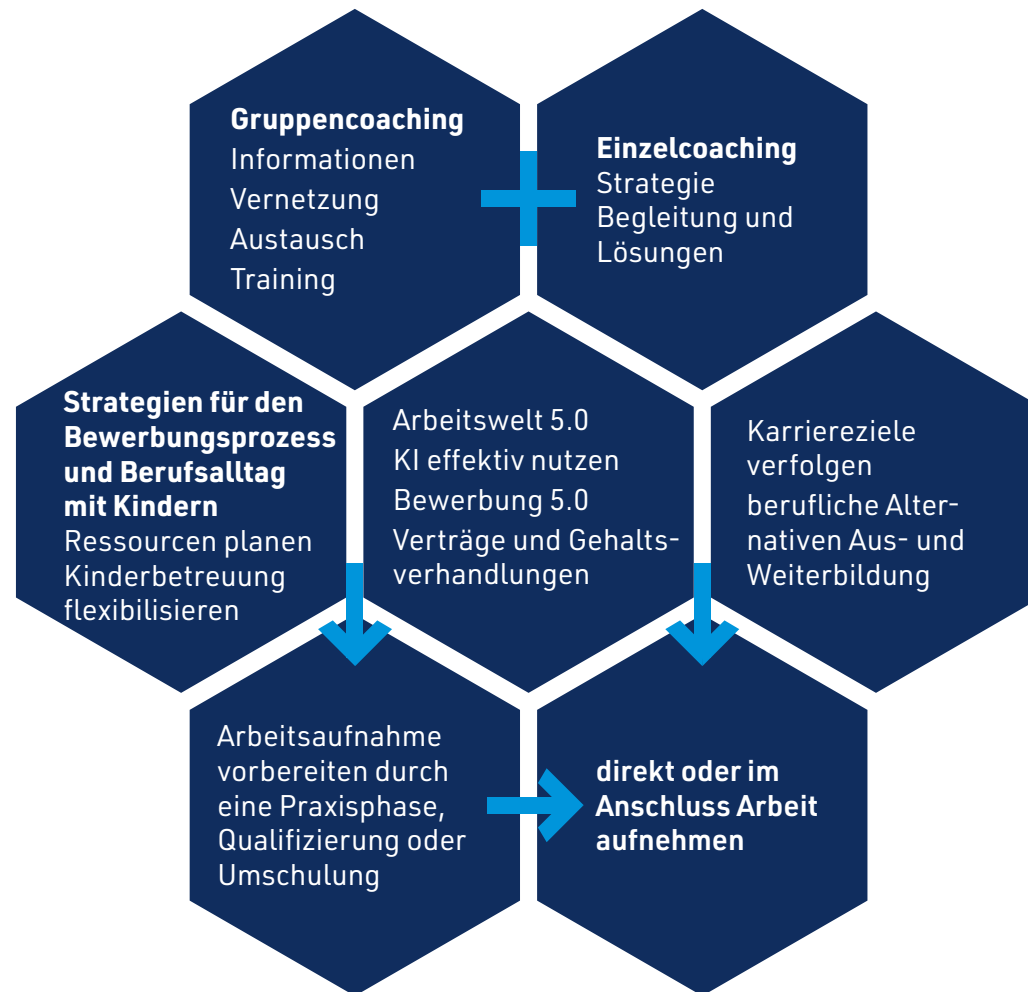 Gruppencoaching
Informationen
Vernetzung
Austausch
Training
Einzelcoaching
Strategie
Begleitung und
Lösungen
Strategien für den
Bewerbungsprozess
und Berufsalltag
mit Kindern
Ressourcen planen
Kinderbetreuung
flexibilisieren
Arbeitswelt 5.0
KI effektiv nutzen
Bewerbung 5.0
Verträge und Gehalts-
verhandlungen
Karriereziele
verfolgen
berufliche Alter-
nativen Aus- und
Weiterbildung
Arbeitsaufnahme
vorbereiten durch
eine Praxisphase,
Qualifizierung oder
Umschulung
direkt oder im
Anschluss Arbeit
aufnehmen